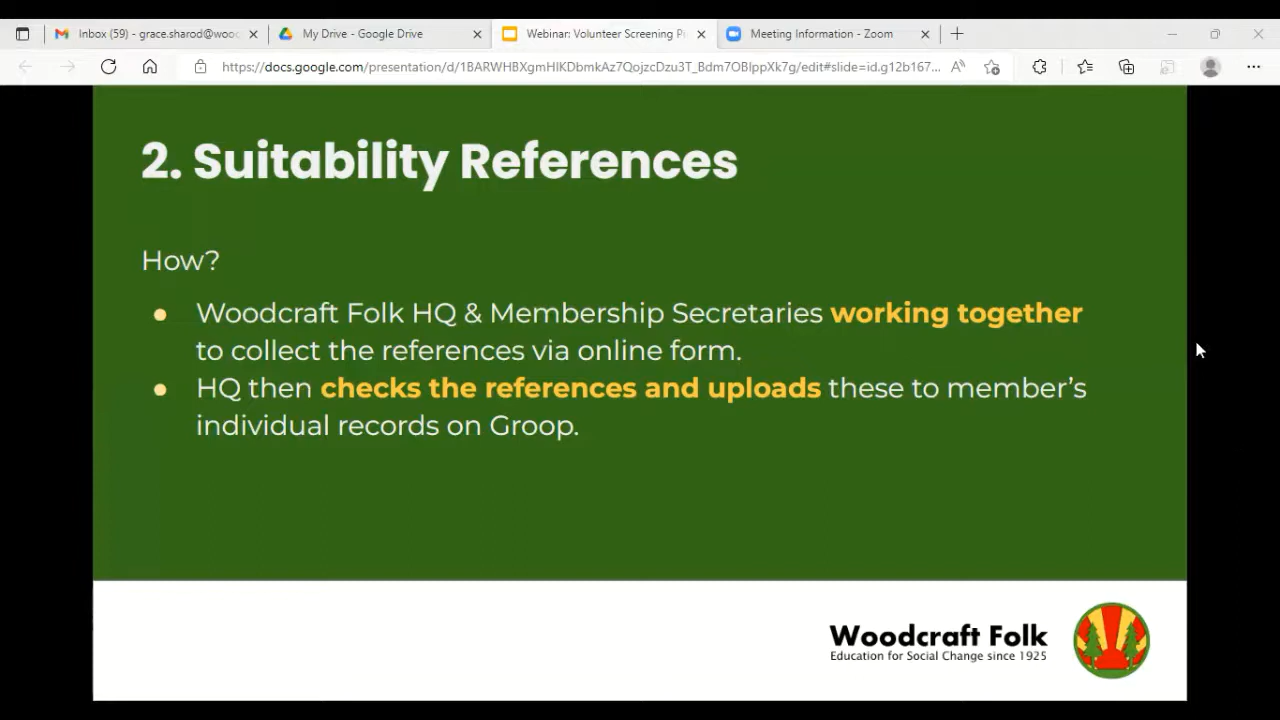 Inbox (59) - grace.sharod@wood
My Drive - Google Drive
Webinar: Volunteer Screening P
Meeting Information - Zoom
https://docs.google.com/presentation/d/1BARWHBXgmHIKDbmkAz7QojzcDzu3T_Bdm7OBlppXk7g/edit#slide=id.g12b167...
2. Suitability References
How?
Woodcraft Folk HQ & Membership Secretaries working together
to collect the references via online form.
HQ then checks the references and uploads these to member's
individual records on Groop.
Woodcraft Folk
Education for Social Change since 1925